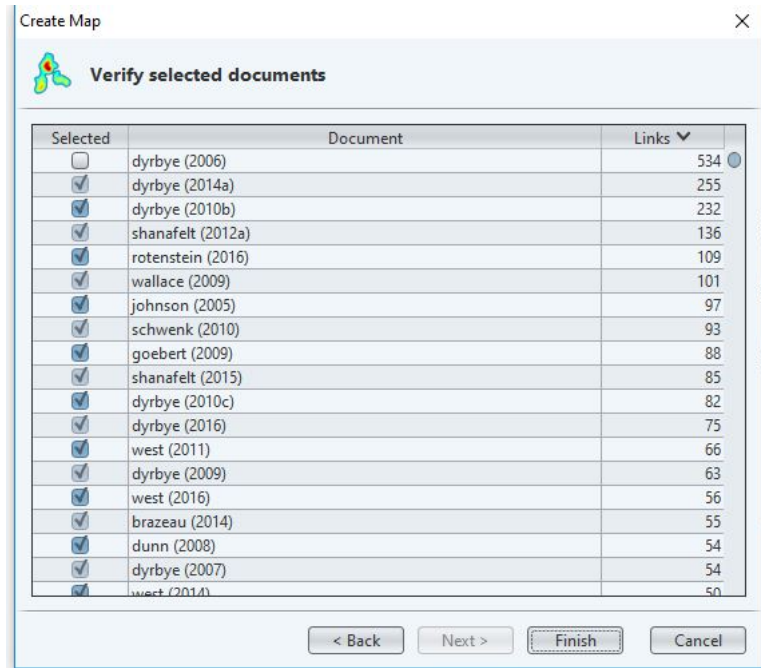 Create Map
Verify selected documents
Selected Document Links
dyrbye (2006) 534
dyrbye (2014a) 255
dyrbye (2010b) 232
shanafelt (2012a) 136
rotenstein (2016) 109
wallace (2009) 101
johnson (2005) 97
schwenk (2010) 93
goebert (2009) 88
shanafelt (2015) 85
dyrbye (2010c) 82
dyrbye (2016) 75
west (2011) 66
dyrbye (2009) 63
west (2016) 56
brazeau (2014) 55
dunn (2008) 54
dyrbye (2007) 54
west (2014) 50
< Back Next > Finish Cancel